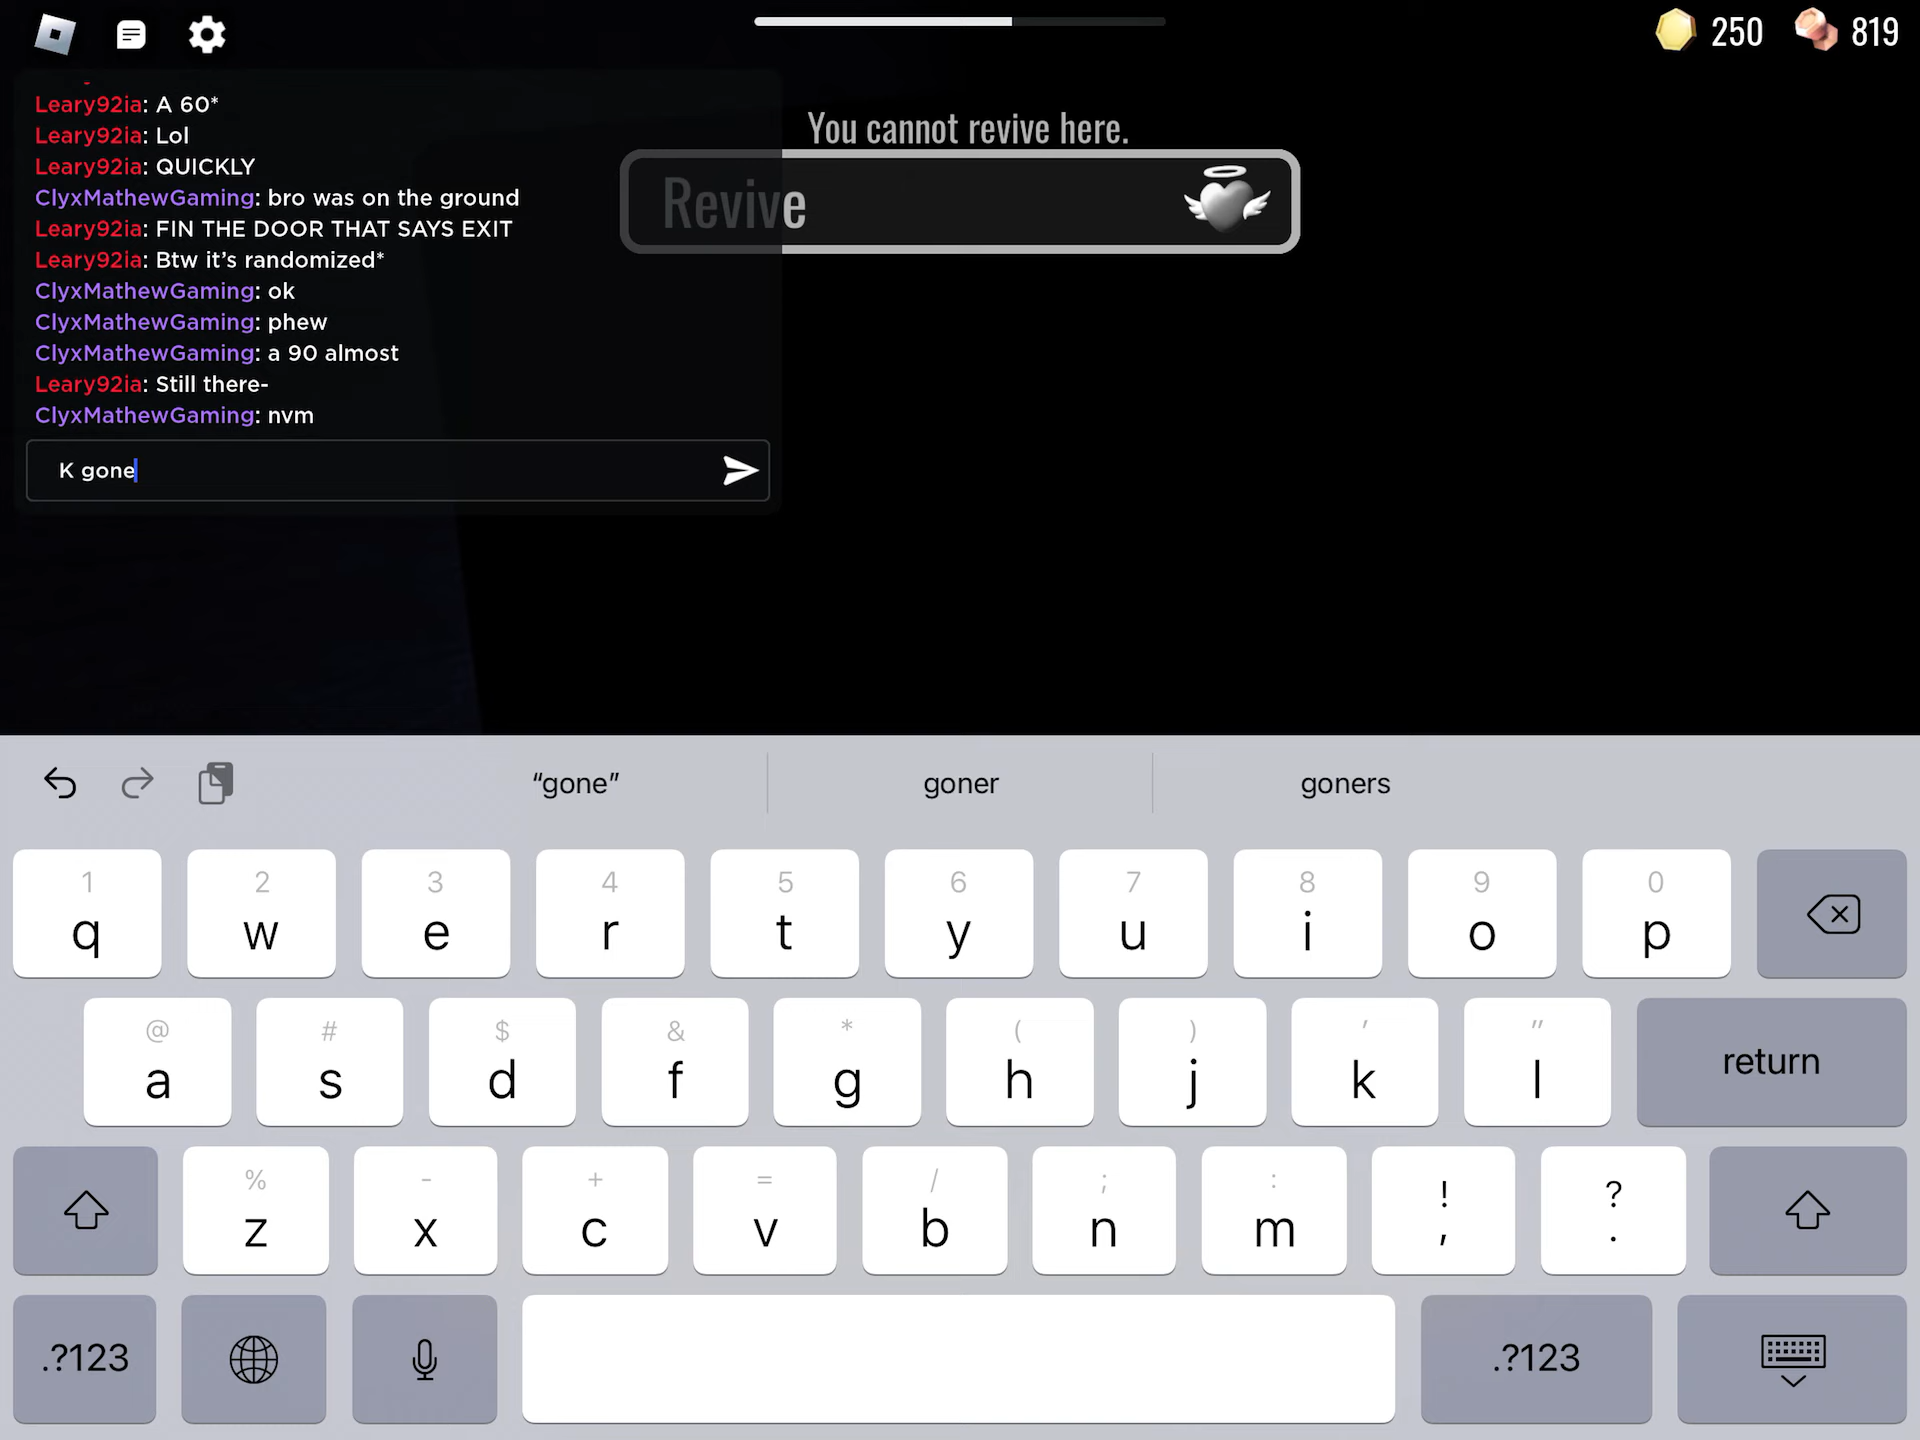 250 819
Leary92ia: A 60*
Leary92ia: Lol
Leary92ia: QUICKLY
ClyxMathewGaming: bro was on the ground
Leary92ia: FIN THE DOOR THAT SAYS EXIT
Leary92ia: Btw it’s randomized*
ClyxMathewGaming: ok
ClyxMathewGaming: phew
ClyxMathewGaming: a 90 almost
Leary92ia: Still there-
ClyxMathewGaming: nvm
K gone
You cannot revive here.
Revive
“gone” goner goners
1 2 3 4 5 6 7 8 9 0
q w e r t y u i o p
@ # $ & * ( ) ' "
a s d f g h j k l return
% - + = / ; : ! ?
z x c v b n m , .
.?123 .?123